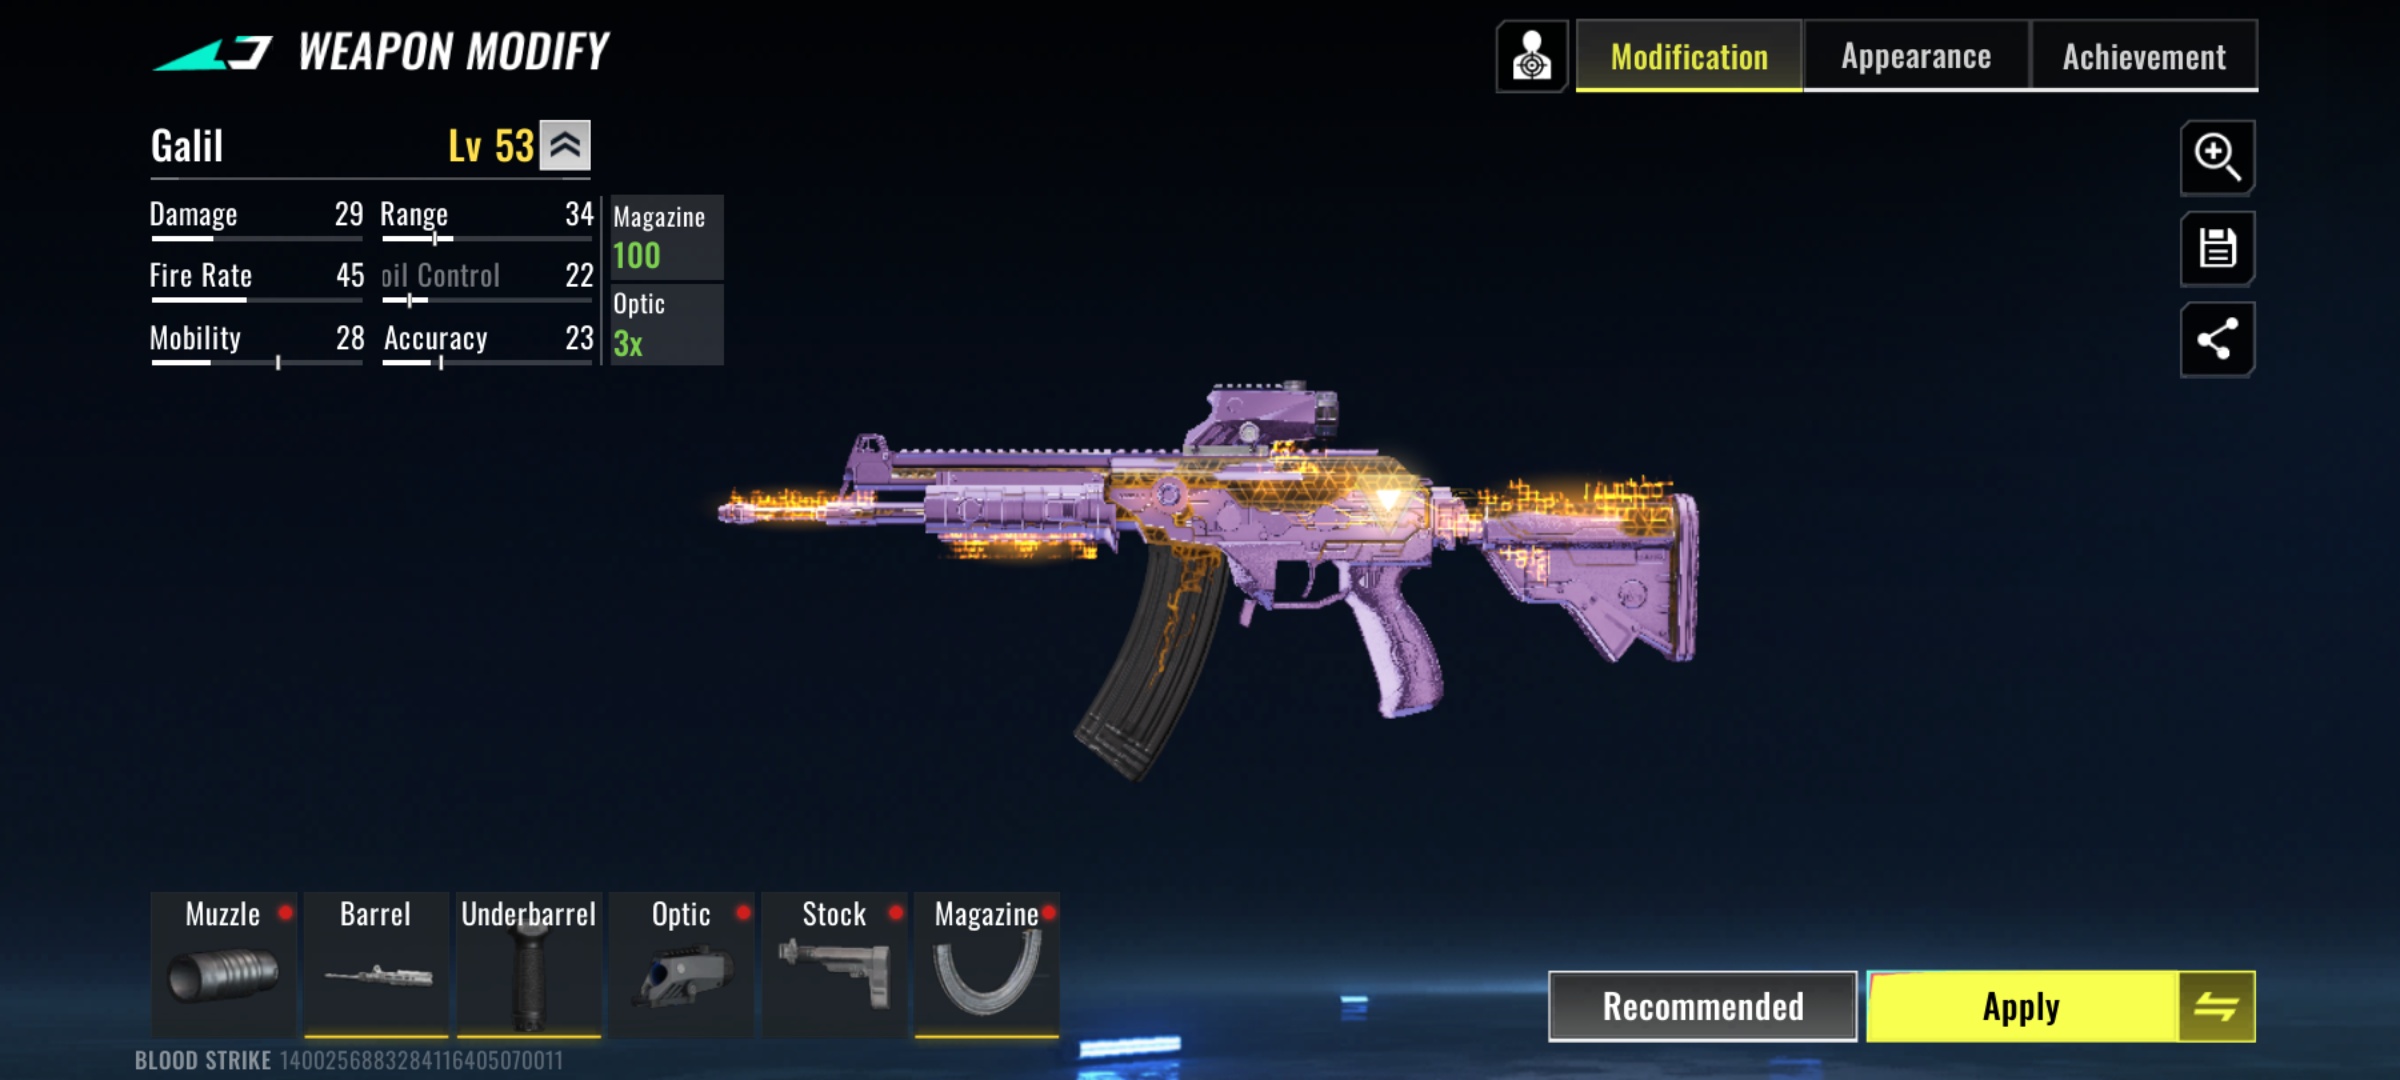 WEAPON MODIFY
Modification Appearance Achievement
Galil Lv 53
Damage 29 Range 34
Magazine
100
Fire Rate 45 oil Control 22
Optic
3x
Mobility 28 Accuracy 23
Muzzle Barrel Underbarrel Optic Stock Magazine
Recommended Apply
BLOOD STRIKE 1400256883284116405070011